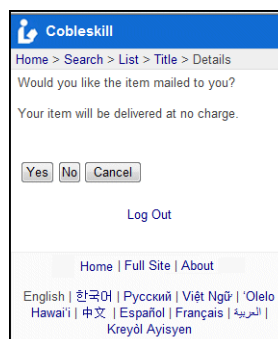 Cobleskill
Home > Search > List > Title > Details
Would you like the item mailed to you?
Your item will be delivered at no charge.
Yes No Cancel
Log Out
Home | Full Site | About
English | 한국어 | Русский | Việt Ngữ | ‘Olelo
Hawai'i | 中文 | Español | Français | العربية |
Kreyòl Ayisyen